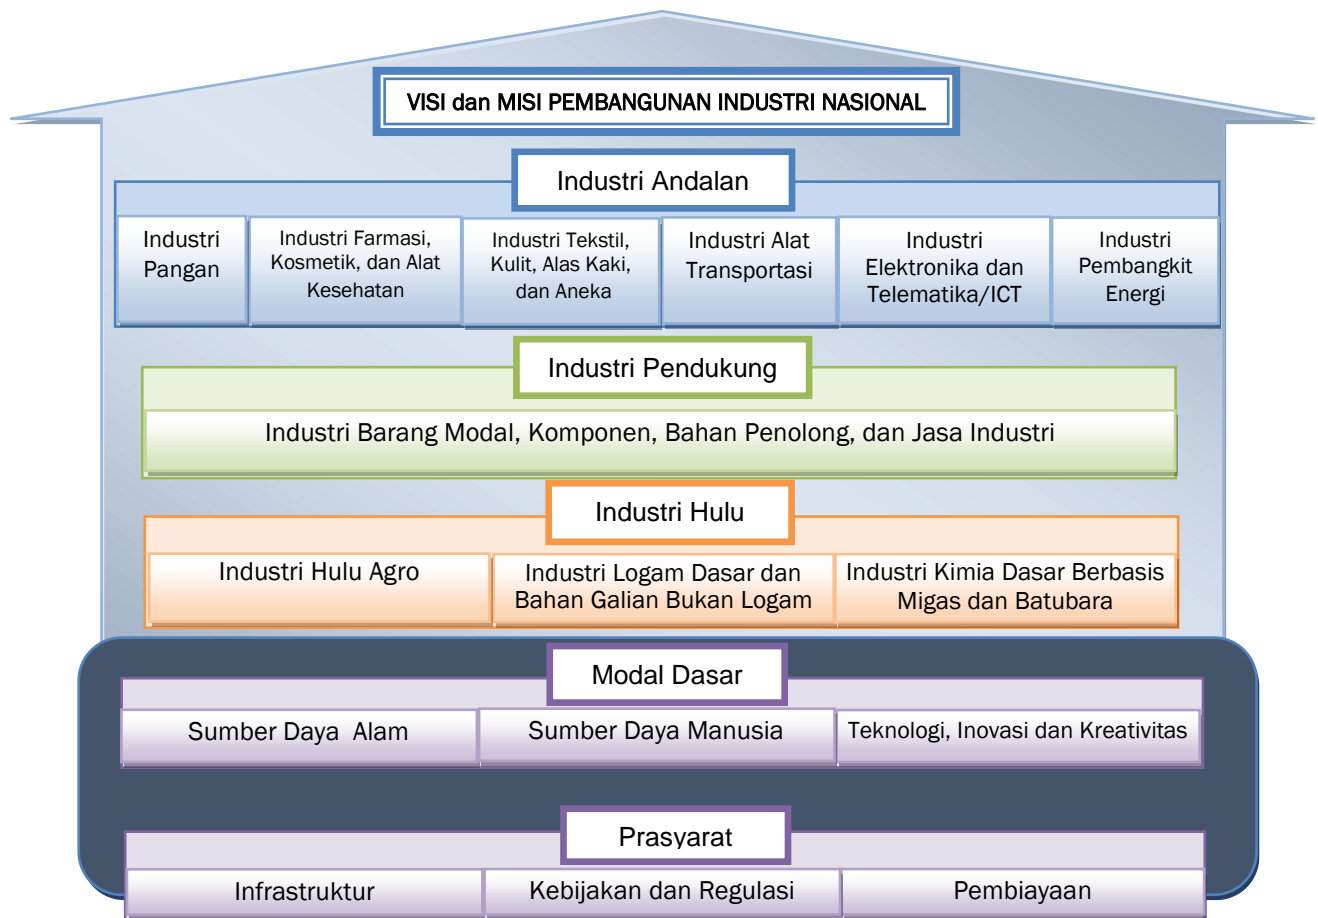 VISI dan MISI PEMBANGUNAN INDUSTRI NASIONAL
Industri Andalan
Industri
Pangan
Industri Farmasi,
Kosmetik, dan Alat
Kesehatan
Industri Tekstil,
Kulit, Alas Kaki,
dan Aneka
Industri Alat
Transportasi
Industri
Elektronika dan
Telematika/ICT
Industri
Pembangkit
Energi
Industri Pendukung
Industri Barang Modal, Komponen, Bahan Penolong, dan Jasa Industri
Industri Hulu
Industri Hulu Agro
Industri Logam Dasar dan
Bahan Galian Bukan Logam
Industri Kimia Dasar Berbasis
Migas dan Batubara
Modal Dasar
Sumber Daya Alam
Sumber Daya Manusia
Teknologi, Inovasi dan Kreativitas
Prasyarat
Infrastruktur
Kebijakan dan Regulasi
Pembiayaan